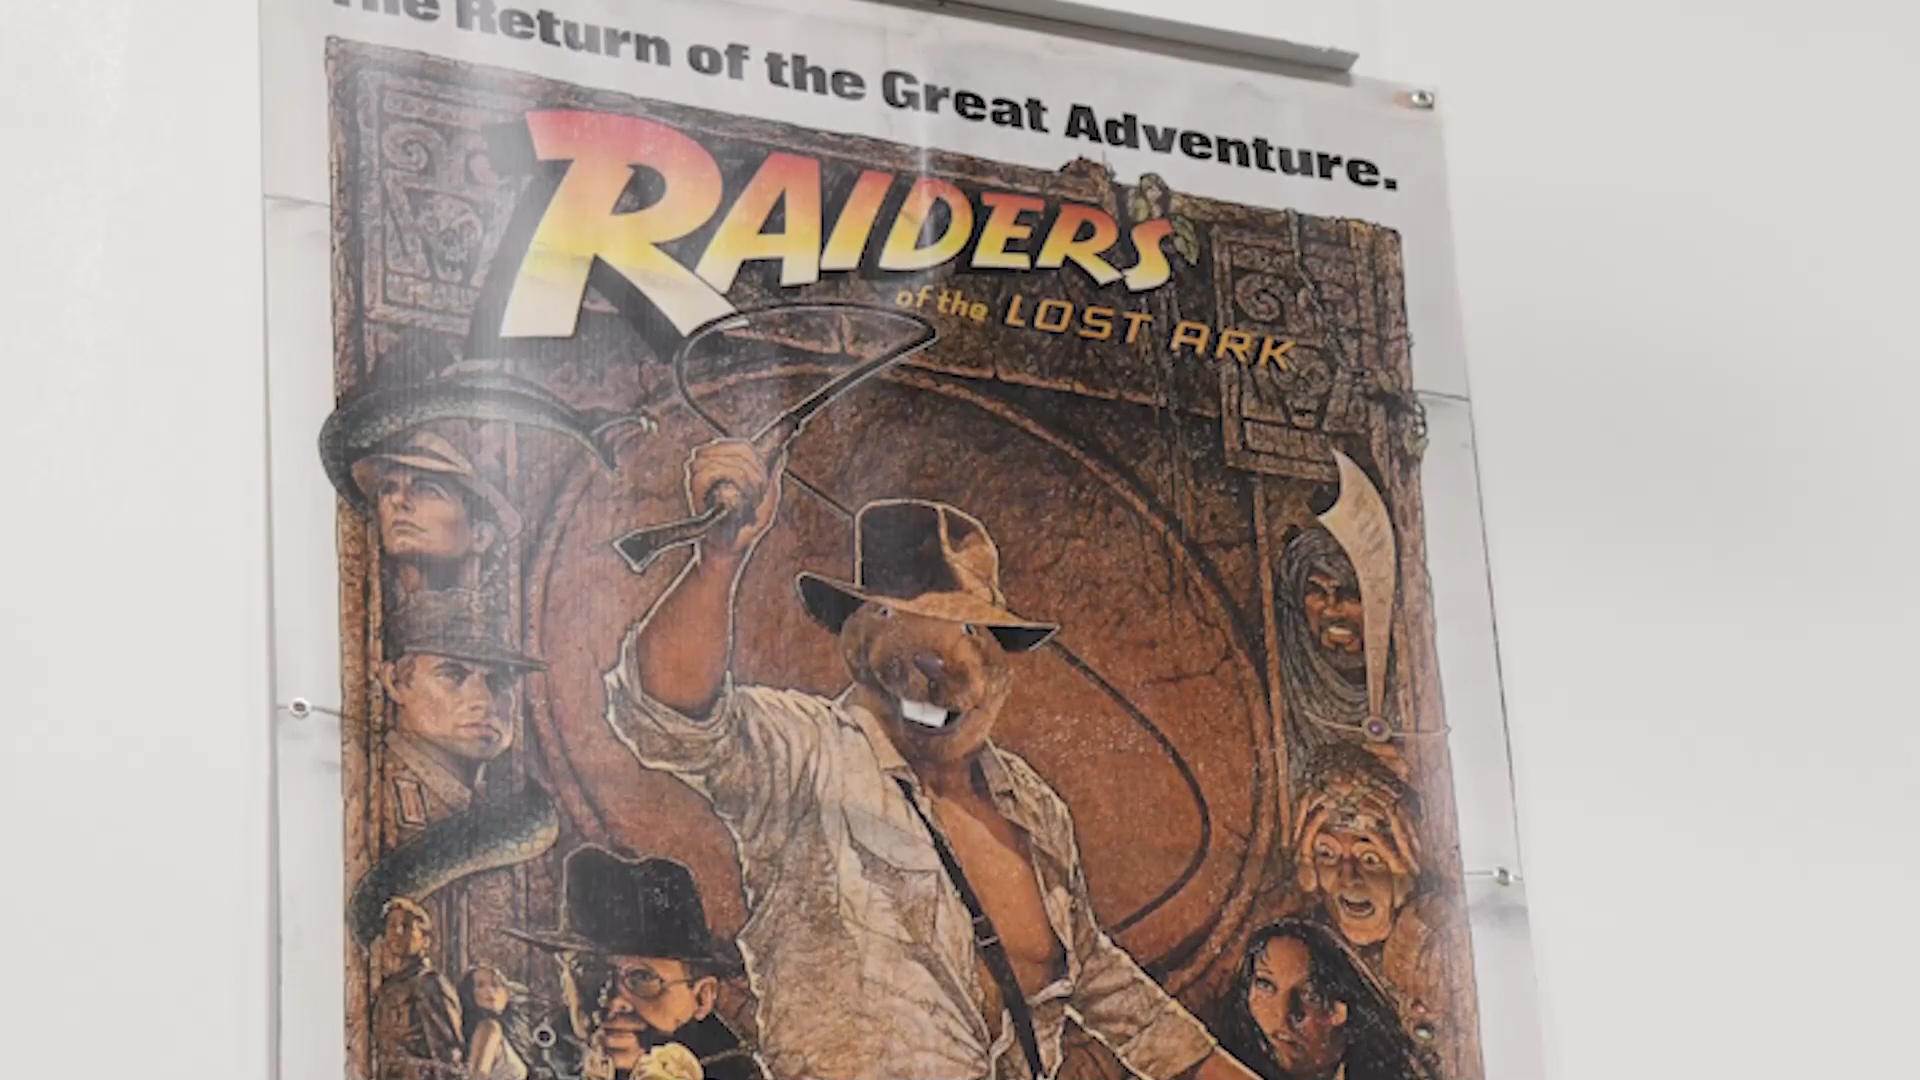 The Return of the Great Adventure.
RAIDERS
of the LOST ARK